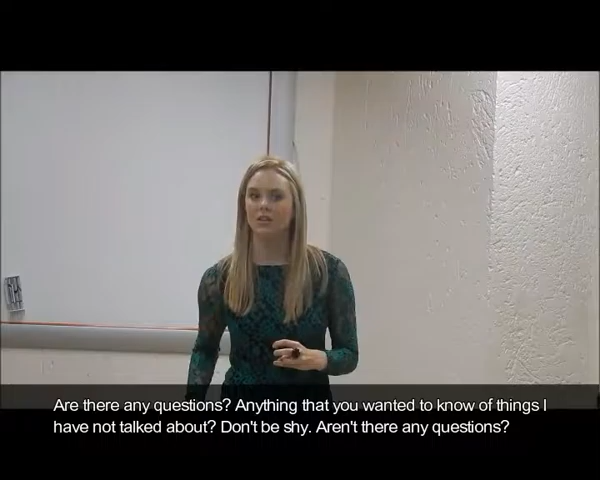 Are there any questions? Anything that you wanted to know of things I
have not talked about? Don't be shy. Aren't there any questions?